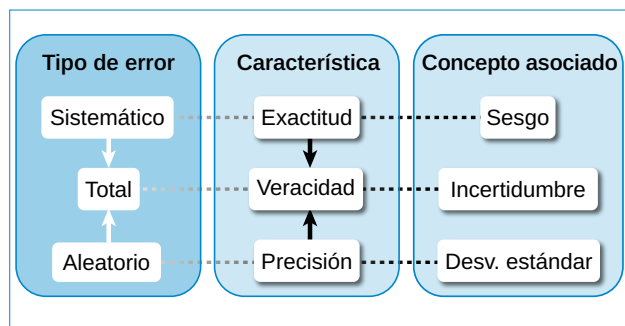 Tipo de error
Característica
Concepto asociado
Sistemático
Exactitud
Sesgo
Total
Veracidad
Incertidumbre
Aleatorio
Precisión
Desv. estándar